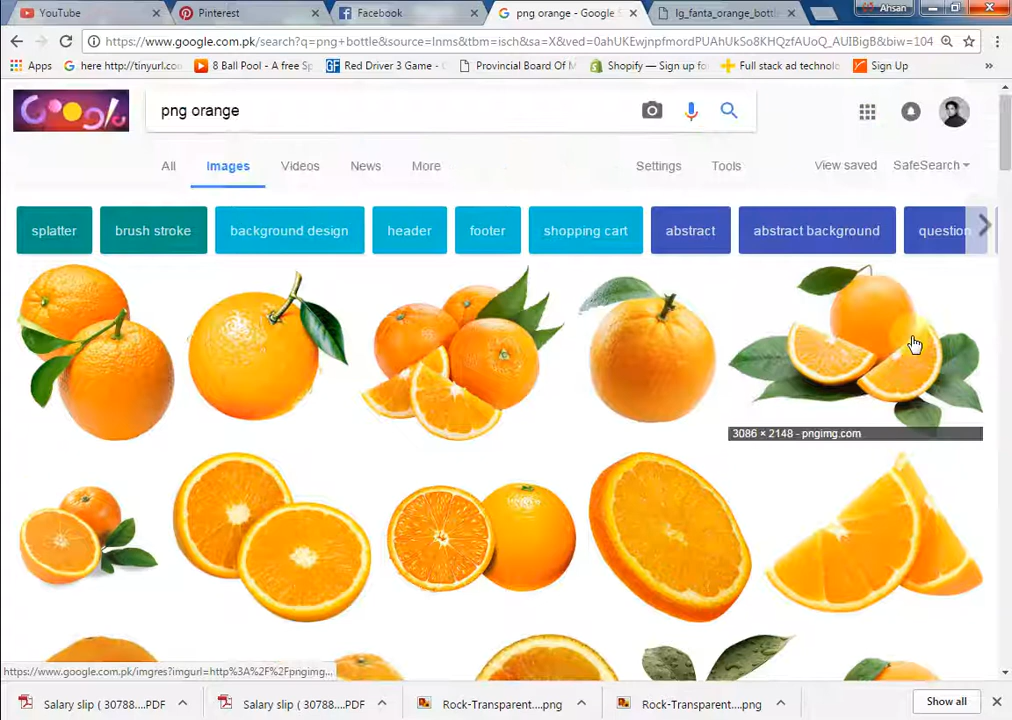 YouTube
Pinterest
Facebook
png orange - Google S
lg_fanta_orange_bottl
Ahsan
https://www.google.com.pk/search?q=png+bottle&source=lnms&tbm=isch&sa=X&ved=0ahUKEwjnpfmordPUAhUkSo8KHQzfAUoQ_AUIBigB&biw=104
Apps
here http://tinyurl.co
8 Ball Pool - A free Sp
Red Driver 3 Game - C
Provincial Board Of M
Shopify — Sign up for
Full stack ad technolo
Sign Up
»
Google
png orange
All
Images
Videos
News
More
Settings
Tools
View saved
SafeSearch
splatter
brush stroke
background design
header
footer
shopping cart
abstract
abstract background
question
3086 × 2148 - pngimg.com
https://www.google.com.pk/imgres?imgurl=http%3A%2F%2Fpngimg...
Salary slip ( 30788....PDF
Salary slip ( 30788....PDF
Rock-Transparent....png
Rock-Transparent....png
Show all